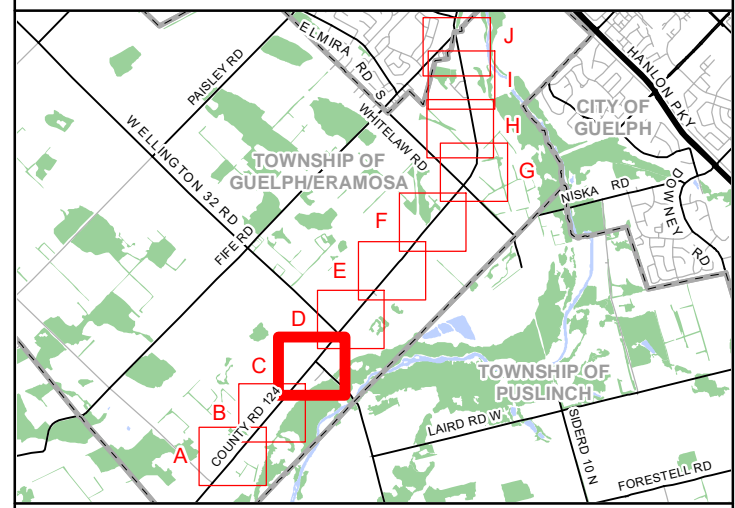 J
ELMIRA RD S
HANLON PKY
PAISLEY RD
I
CITY OF
GUELPH
WHITELAW RD
H
WELLINGTON 32 RD
TOWNSHIP OF
GUELPH/ERAMOSA
G
NISKA RD
DOWNEY RD
F
FIFE RD
E
D
C
TOWNSHIP OF
PUSLINCH
B
COUNTY RD 124
SIDERD 10 N
LAIRD RD W
A
FORESTELL RD